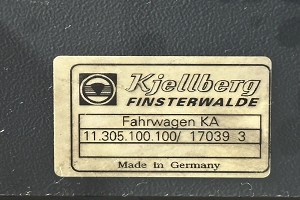 Kjellberg
FINSTERWALDE
Fahrwagen KA
11.305.100.100/ 17039 3
Made in Germany